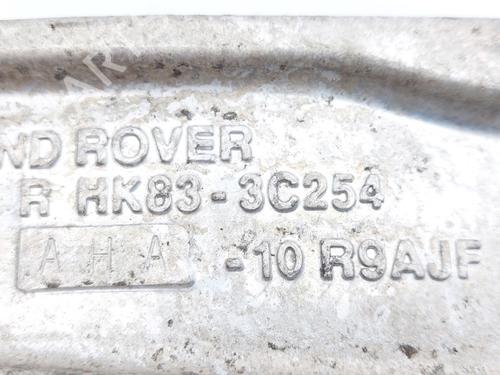 ND ROVER
R HK83-3C254
AHA -10 R9AJF